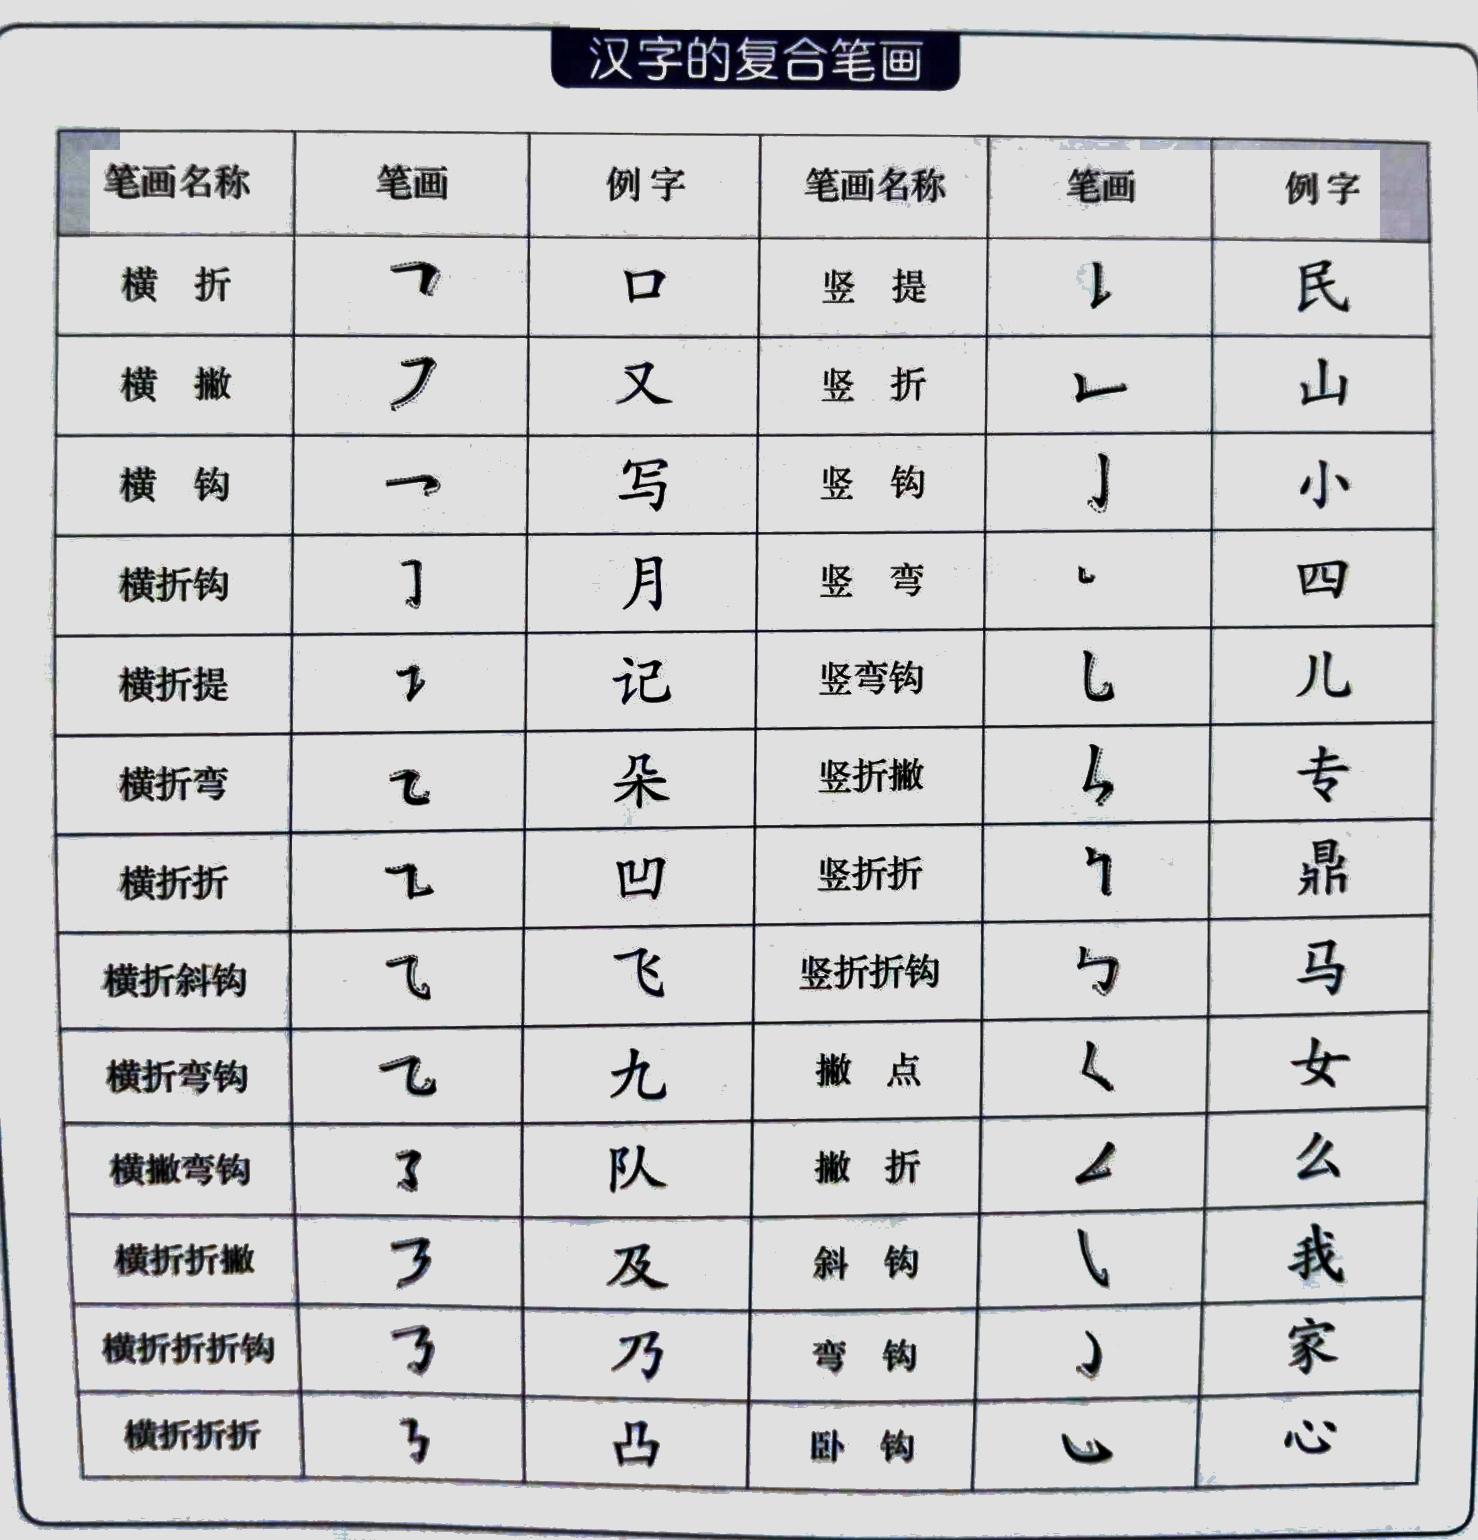 汉字的复合笔画
笔画名称 笔画 例字 笔画名称 笔画 例字
横折 ㇕ 口 竖提 ㇙ 民
横撇 ㇇ 又 竖折 ㇗ 山
横钩 ㇖ 写 竖钩 ㇚ 小
横折钩 ㇆ 月 竖弯 ㇄ 四
横折提 ㇊ 记 竖弯钩 ㇟ 儿
横折弯 ㇍ 朵 竖折撇 ㇞ 专
横折折 ㇅ 凹 竖折折 ㇞ 鼎
横折斜钩 ⺄ 飞 竖折折钩 ㇉ 马
横折弯钩 ㇈ 九 撇点 ㇛ 女
横撇弯钩 ㇌ 队 撇折 ㇜ 么
横折折撇 ㇋ 及 斜钩 ㇂ 我
横折折折钩 ㇡ 乃 弯钩 ㇁ 家
横折折折 ㇎ 凸 卧钩 ㇃ 心